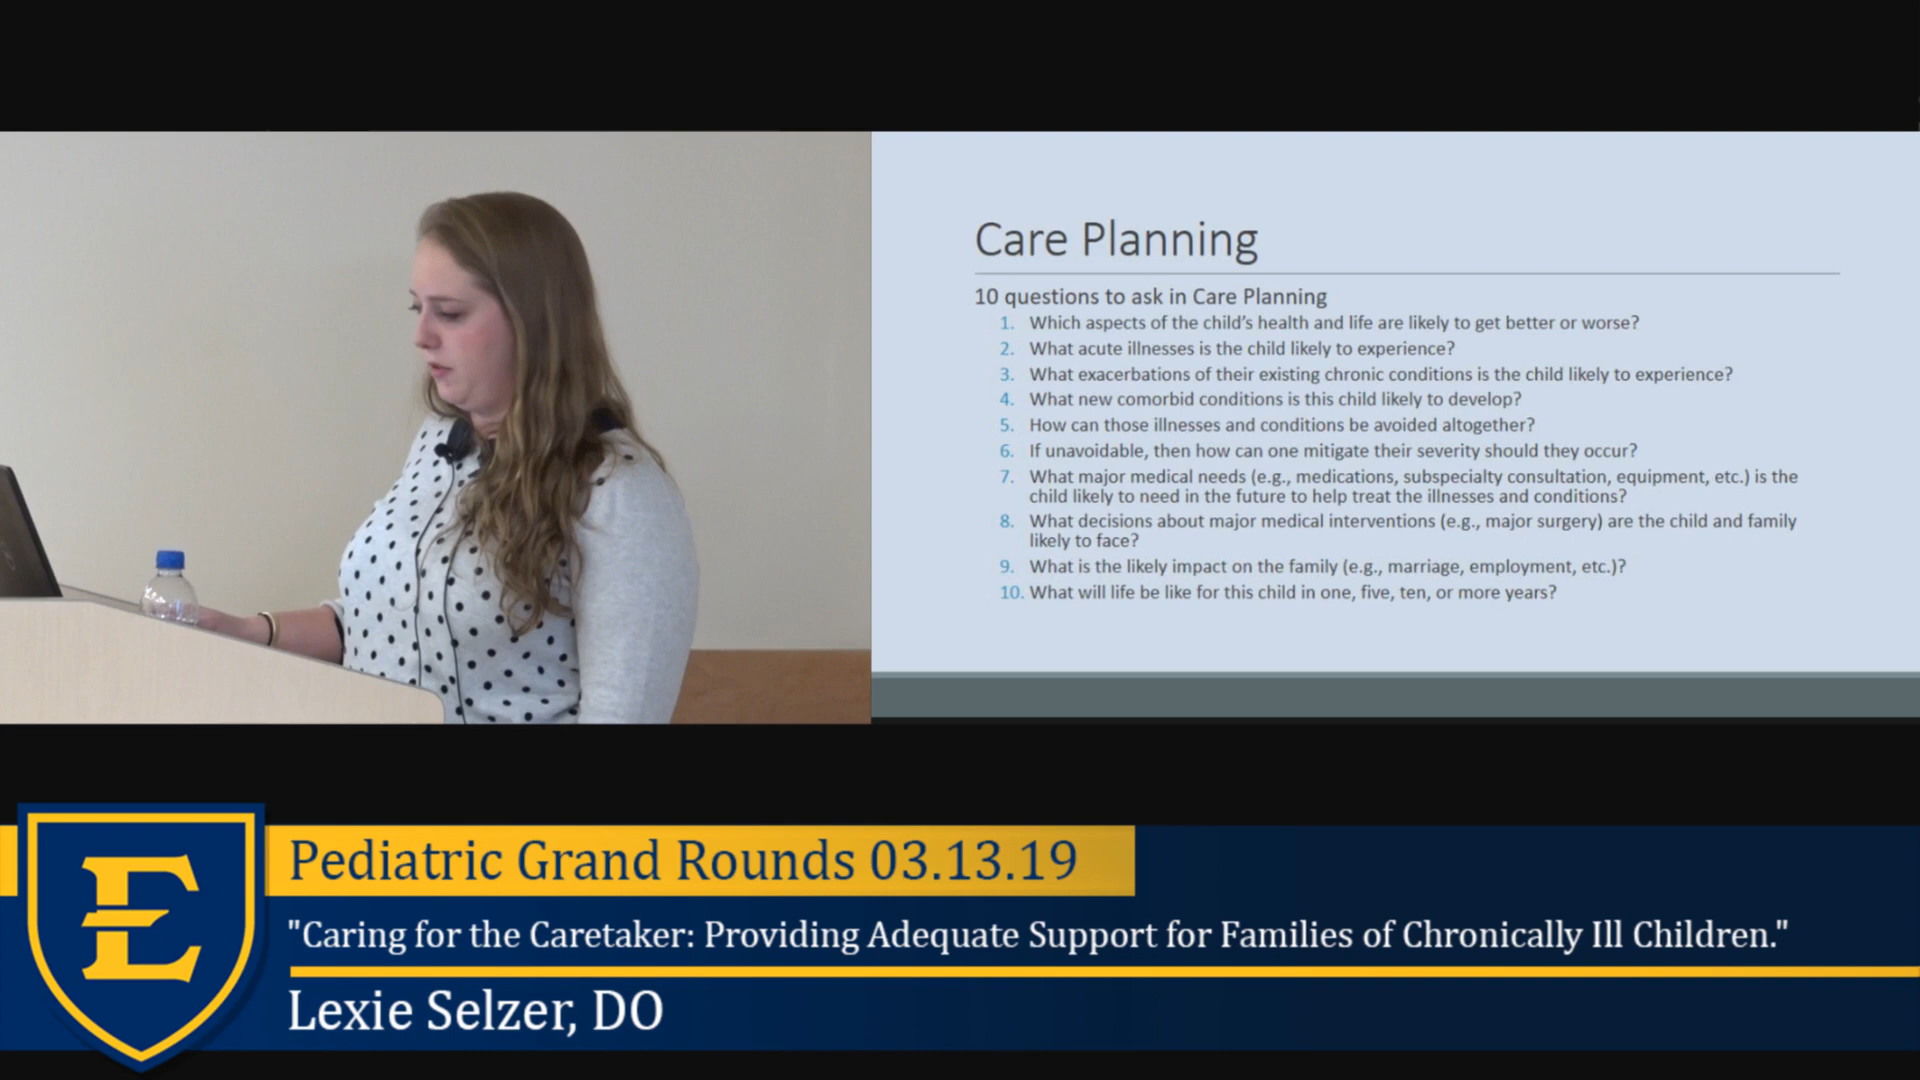 Care Planning
10 questions to ask in Care Planning
1. Which aspects of the child's health and life are likely to get better or worse?
2. What acute illnesses is the child likely to experience?
3. What exacerbations of their existing chronic conditions is the child likely to experience?
4. What new comorbid conditions is this child likely to develop?
5. How can those illnesses and conditions be avoided altogether?
6. If unavoidable, then how can one mitigate their severity should they occur?
7. What major medical needs (e.g., medications, subspecialty consultation, equipment, etc.) is the
child likely to need in the future to help treat the illnesses and conditions?
8. What decisions about major medical interventions (e.g., major surgery) are the child and family
likely to face?
9. What is the likely impact on the family (e.g., marriage, employment, etc.)?
10. What will life be like for this child in one, five, ten, or more years?
E
Pediatric Grand Rounds 03.13.19
"Caring for the Caretaker: Providing Adequate Support for Families of Chronically Ill Children."
Lexie Selzer, DO